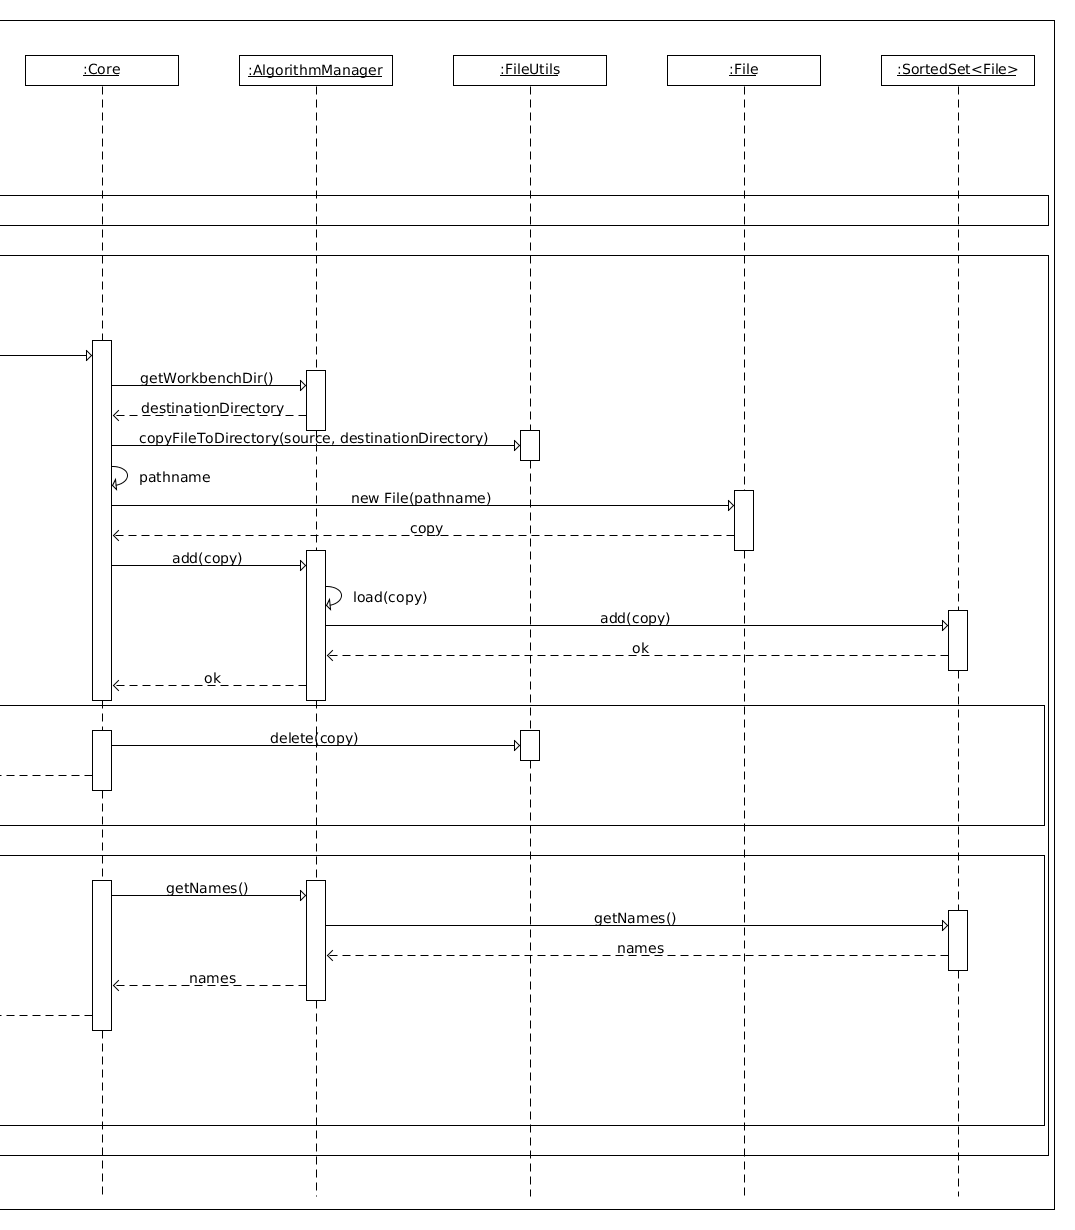 :Core
:AlgorithmManager
:FileUtils
:File
:SortedSet<File>
getWorkbenchDir()
destinationDirectory
copyFileToDirectory(source, destinationDirectory)
pathname
new File(pathname)
copy
add(copy)
load(copy)
add(copy)
ok
ok
delete(copy)
getNames()
getNames()
names
names